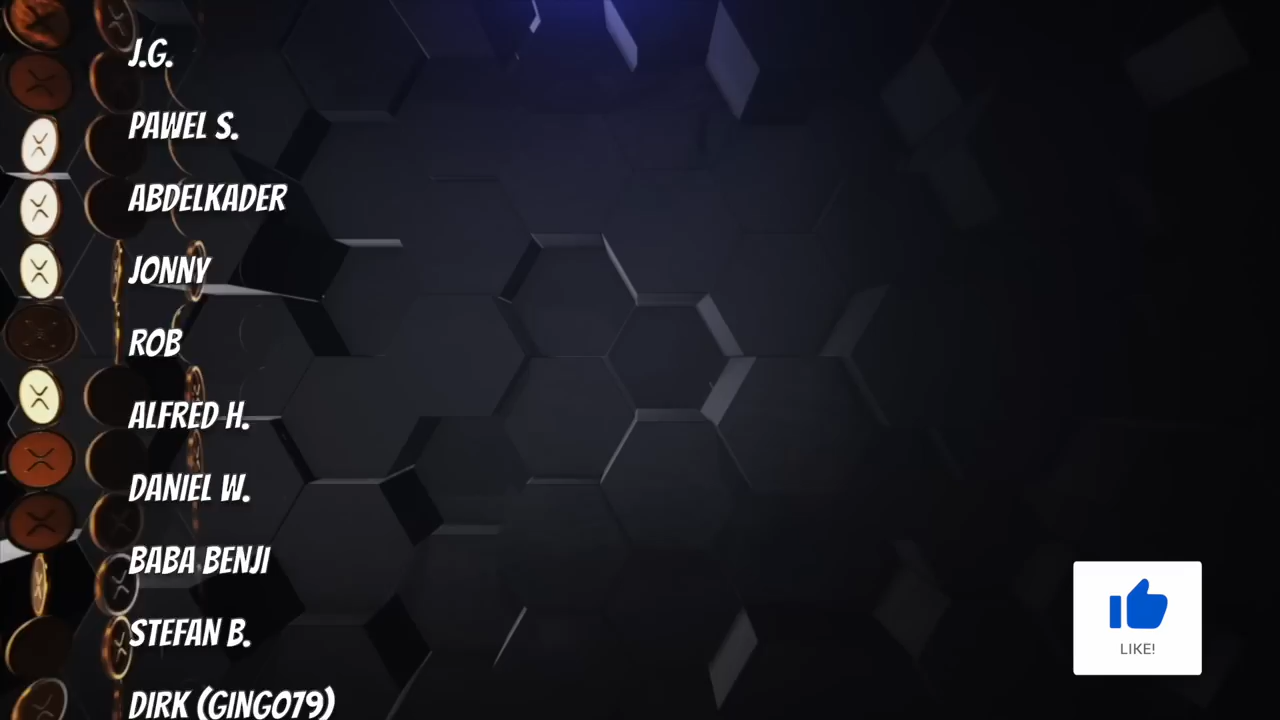 J.G.
PAWEL S.
ABDELKADER
JONNY
ROB
ALFRED H.
DANIEL W.
BABA BENJI
STEFAN B.
DIRK (GINGO79)
LIKE!